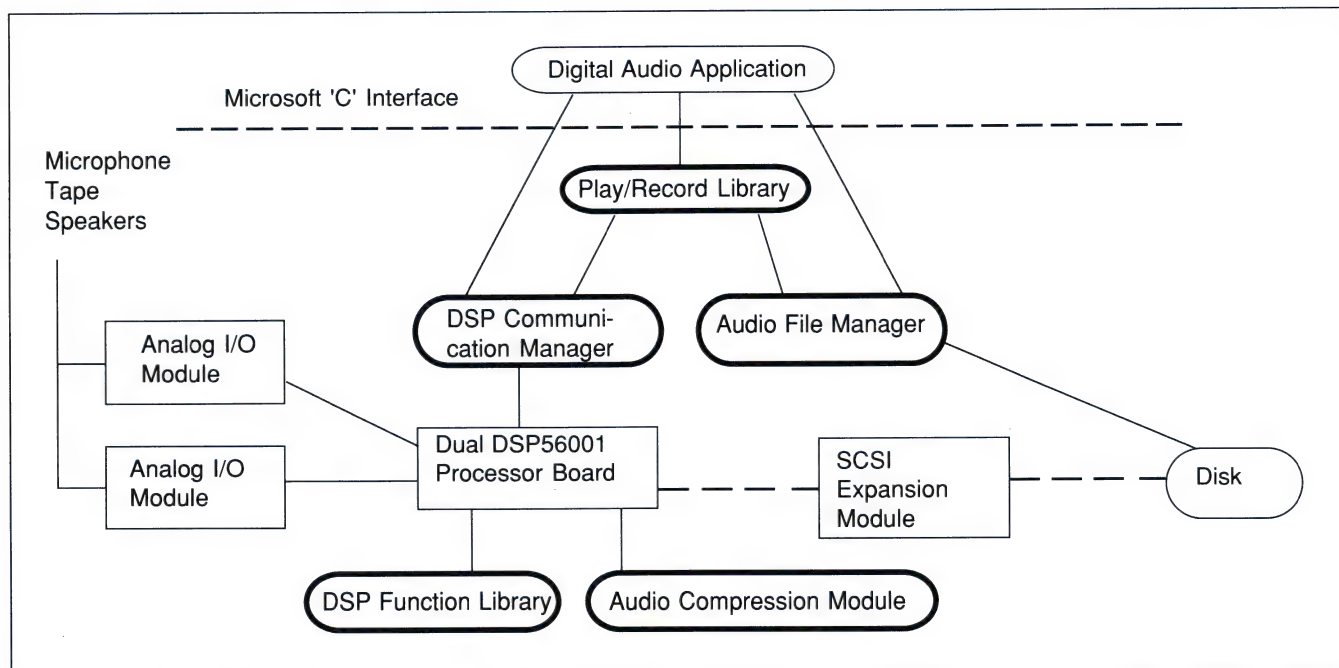 Digital Audio Application
Microsoft 'C' Interface
Microphone
Tape
Speakers
Play/Record Library
DSP Communi-
cation Manager
Audio File Manager
Analog I/O
Module
Analog I/O
Module
Dual DSP56001
Processor Board
SCSI
Expansion
Module
Disk
DSP Function Library
Audio Compression Module